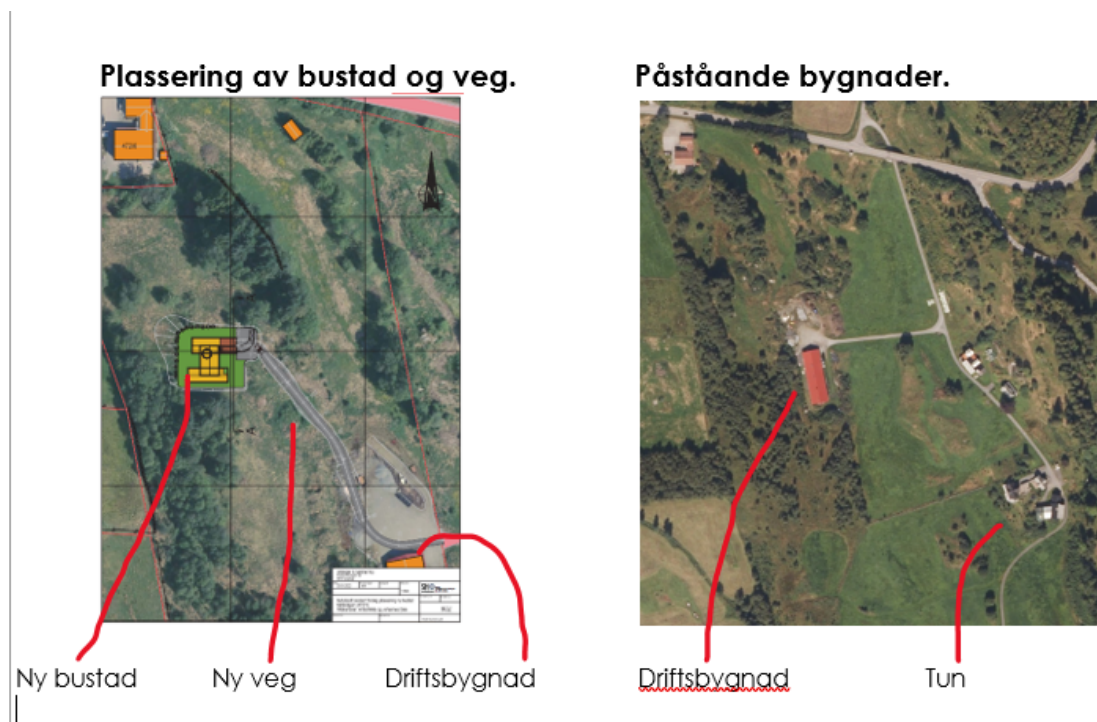 Plassering av bustad og veg.
Påståande bygnader.
Ny bustad
Ny veg
Driftsbygnad
Driftsbygnad
Tun